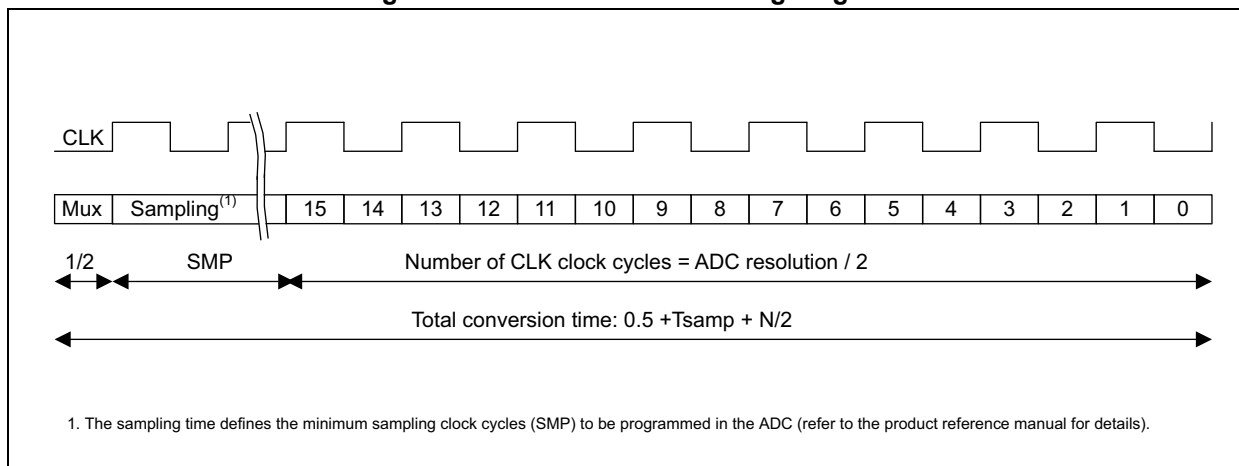 CLK
Mux Sampling(1) 15 14 13 12 11 10 9 8 7 6 5 4 3 2 1 0
1/2 SMP Number of CLK clock cycles = ADC resolution / 2
Total conversion time: 0.5 +Tsamp + N/2
1. The sampling time defines the minimum sampling clock cycles (SMP) to be programmed in the ADC (refer to the product reference manual for details).